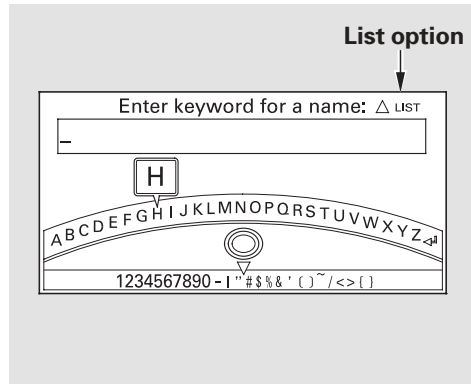 List option
Enter keyword for a name: △ LIST
_
H
ABCDEFGHIJKLMNOPQRSTUVWXYZ
1234567890-|"#$%&'()~/<>[]